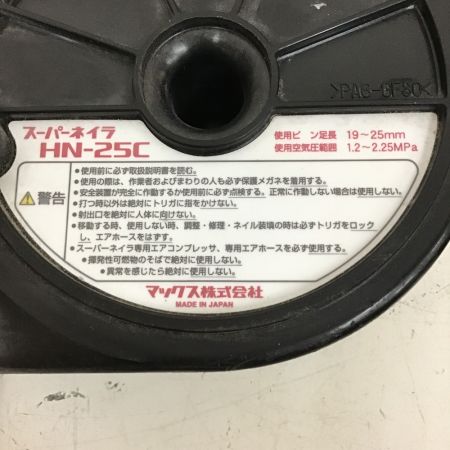 >PA6-GF30<
スーパーネイラ
HN-25C
使用ピン足長 19～25mm
使用空気圧範囲 1.2～2.25MPa
警告
●使用前に必ず取扱説明書を読む。
●使用の際は、作業者およびまわりの人も必ず保護メガネを着用する。
●安全装置が完全に作動するか使用前に必ず点検する。正常に作動しない場合は使用しない。
●打つ時以外は絶対にトリガに指をかけない。
●射出口を絶対に人体に向けない。
●移動する時、使用しない時、調整・修理・ネイル装填の時は必ずトリガをロック
し、エアホースをはずす。
●スーパーネイラ専用エアコンプレッサ、専用エアホースを必ず使用する。
●揮発性可燃物のそばで絶対に使用しない。
●異常を感じたら絶対に使用しない。
マックス株式会社
MADE IN JAPAN